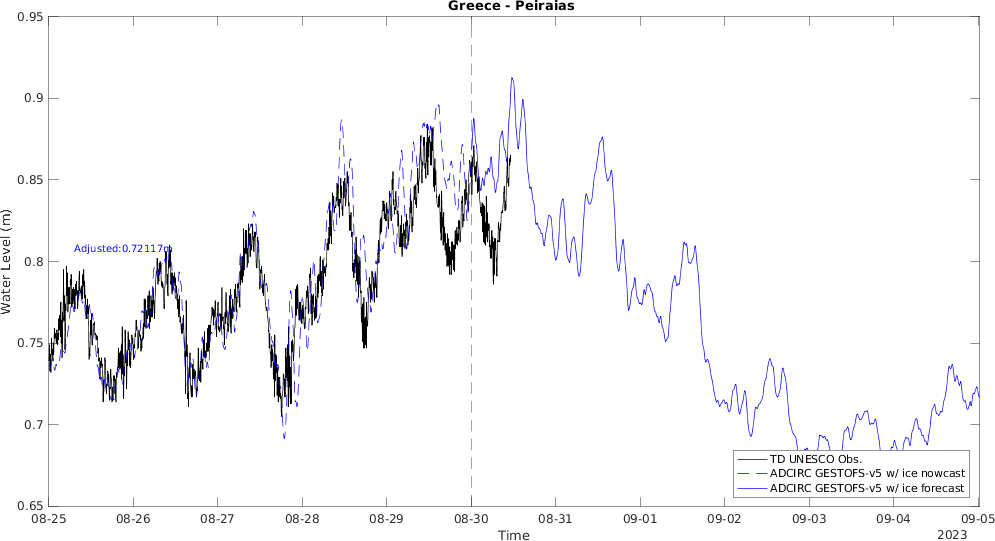 Greece - Peiraias
0.95
0.9
0.85
0.8
0.75
0.7
0.65
Water Level (m)
Adjusted:0.72117m
TD UNESCO Obs.
ADCIRC GESTOFS-v5 w/ ice nowcast
ADCIRC GESTOFS-v5 w/ ice forecast
08-25 08-26 08-27 08-28 08-29 08-30 08-31 09-01 09-02 09-03 09-04 09-05
Time
2023